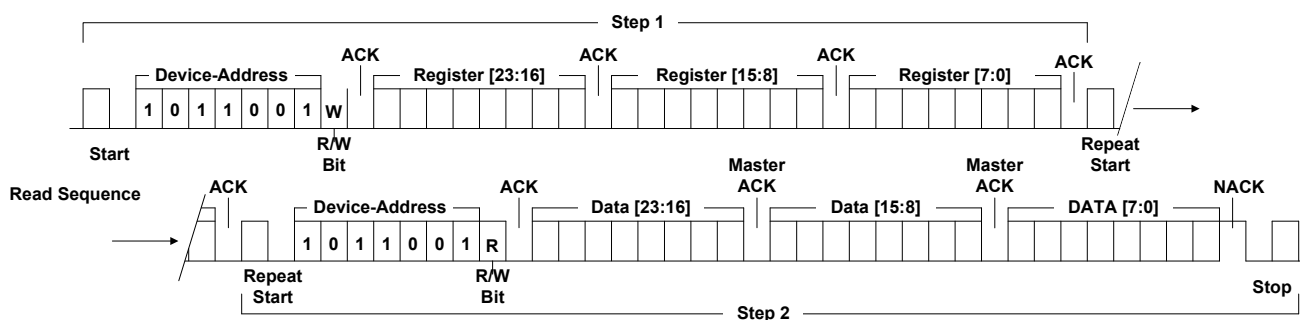 Step 1
ACK ACK ACK ACK
Device-Address Register [23:16] Register [15:8] Register [7:0]
1 0 1 1 0 0 1 W
Start R/W Bit Repeat Start
Read Sequence
ACK ACK Master ACK Master ACK NACK
Device-Address Data [23:16] Data [15:8] DATA [7:0]
1 0 1 1 0 0 1 R
Repeat Start R/W Bit Stop
Step 2